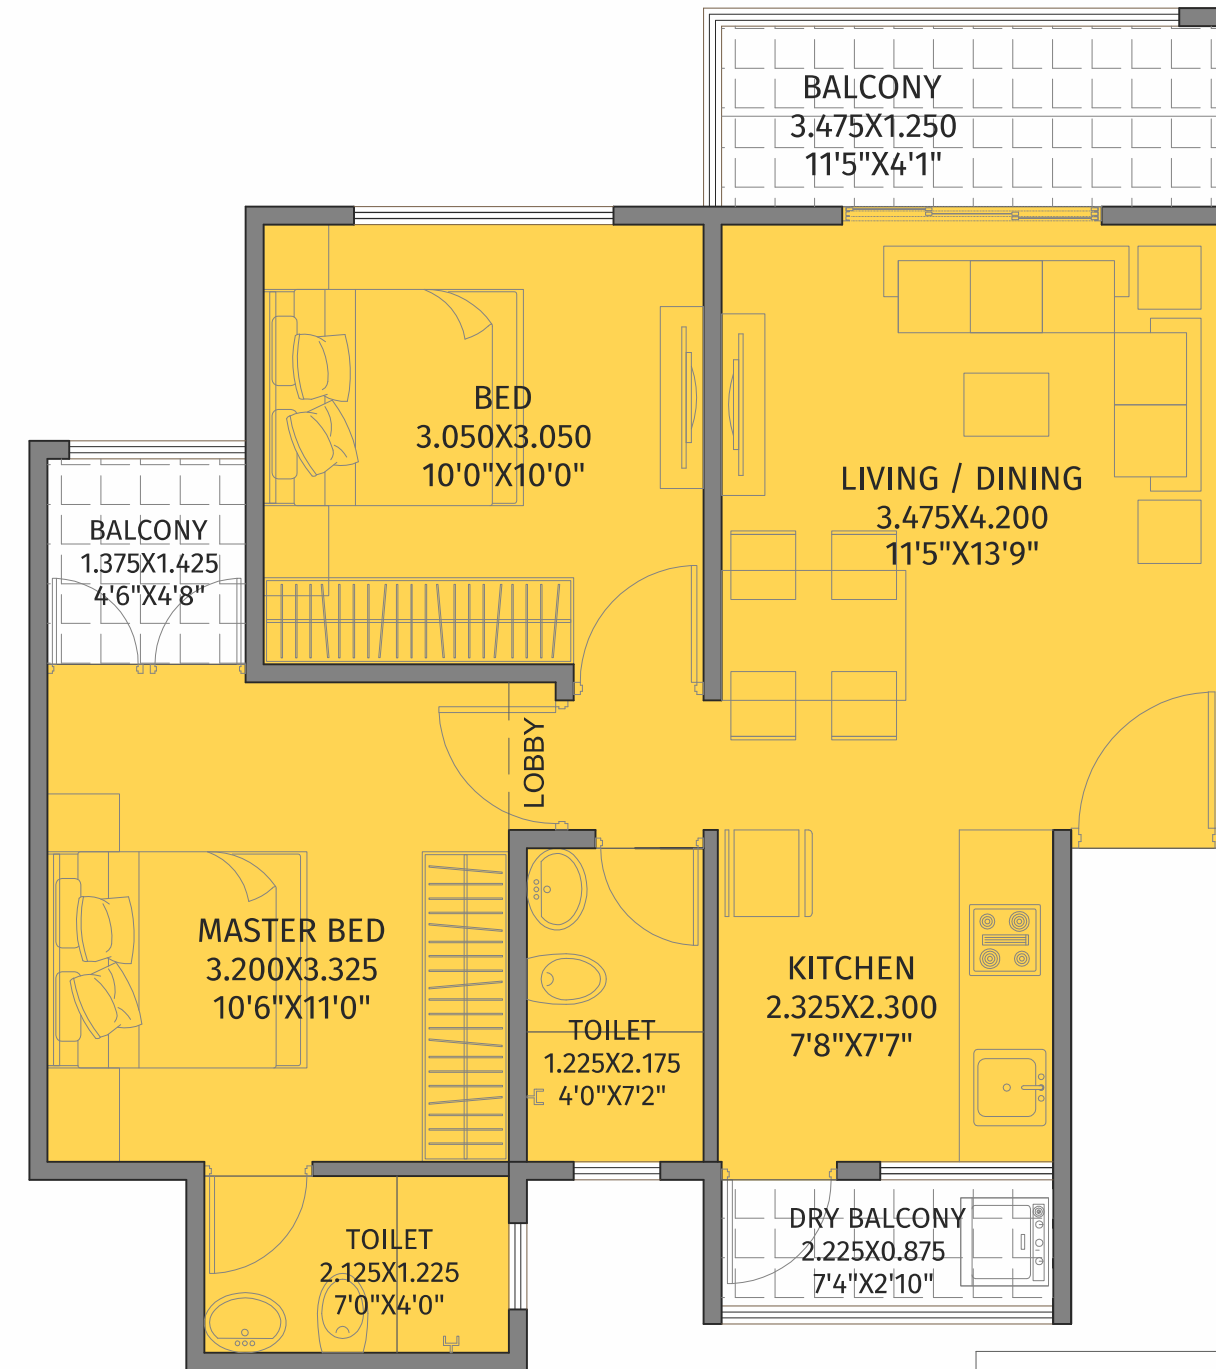 BALCONY
3.475X1.250
11'5"X4'1"
BED
3.050X3.050
10'0"X10'0"
LIVING / DINING
3.475X4.200
11'5"X13'9"
BALCONY
1.375X1.425
4'6"X4'8"
LOBBY
MASTER BED
3.200X3.325
10'6"X11'0"
KITCHEN
2.325X2.300
7'8"X7'7"
TOILET
1.225X2.175
4'0"X7'2"
DRY BALCONY
2.225X0.875
7'4"X2'10"
TOILET
2.125X1.225
7'0"X4'0"